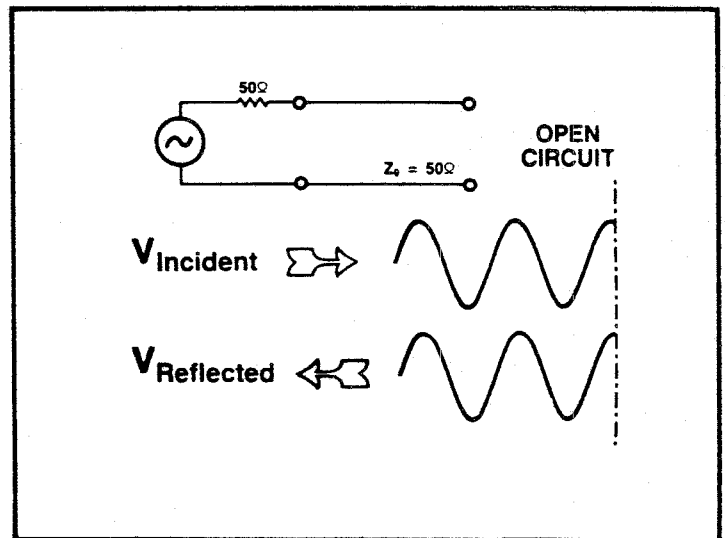 50Ω
OPEN
CIRCUIT
Z₀ = 50Ω
VIncident
VReflected